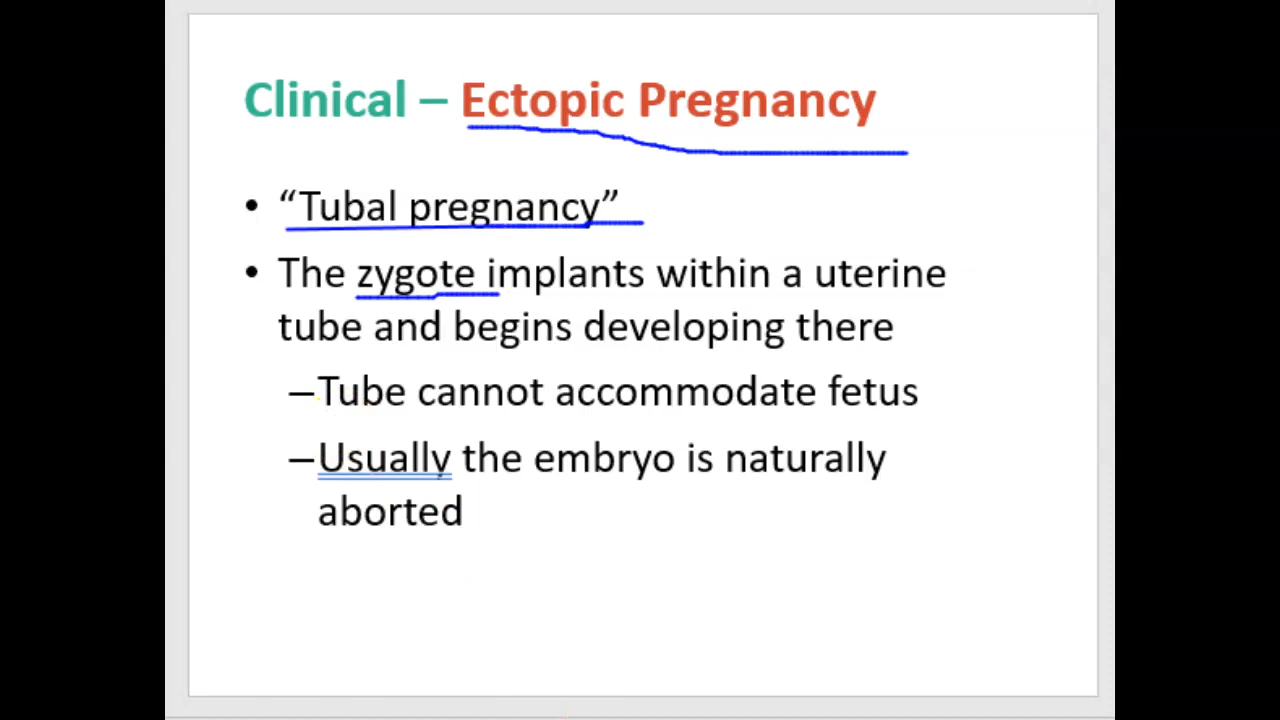 Clinical – Ectopic Pregnancy
• “Tubal pregnancy”
• The zygote implants within a uterine
tube and begins developing there
–Tube cannot accommodate fetus
–Usually the embryo is naturally
aborted